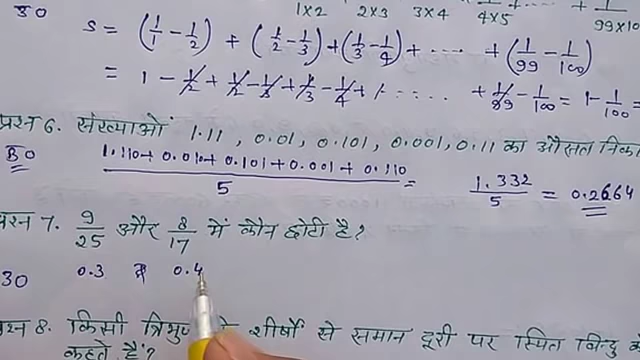 30
1×2 2×3 3×4 4×5 + 99×10
S = (1/1 - 1/2) + (1/2 - 1/3) + (1/3 - 1/4) + ..... + (1/99 - 1/100)
= 1 - 1/2 + 1/2 - 1/3 + 1/3 - 1/4 + ..... + 1/99 - 1/100 = 1 - 1/100 =
प्रश्न 6. संख्याओं 1.11, 0.01, 0.101, 0.001, 0.11 का औसत निका
30 (1.110 + 0.010 + 0.101 + 0.001 + 0.110)/5 = 1.332/5 = 0.2664
प्रश्न 7. 9/25 और 8/17 में कौन छोटी है?
30 0.3 0.4
प्रश्न 8. किसी शीर्षों से समान दूरी पर स्थित बिन्दु
कहते हैं?